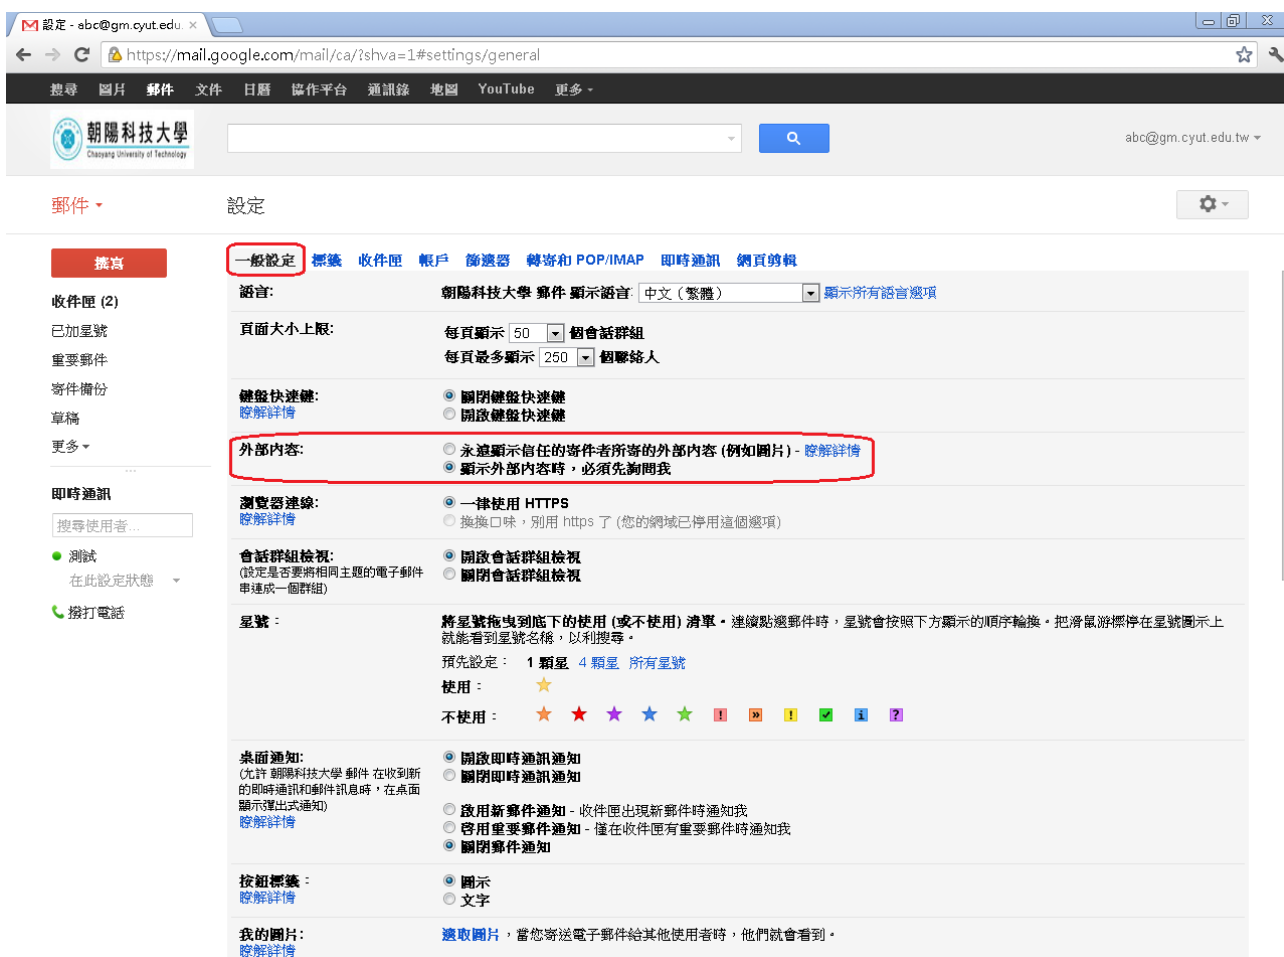 設定 - abc@gm.cyut.edu.
https://mail.google.com/mail/ca/?shva=1#settings/general
搜尋 圖片 郵件 文件 日曆 協作平台 通訊錄 地圖 YouTube 更多
朝陽科技大學
Chaoyang University of Technology
abc@gm.cyut.edu.tw
郵件 設定
撰寫
收件匣 (2)
已加星號
重要郵件
寄件備份
草稿
更多
即時通訊
搜尋使用者...
測試
在此設定狀態
撥打電話
一般設定 標籤 收件匣 帳戶 篩選器 轉寄和 POP/IMAP 即時通訊 網頁剪輯
語言: 朝陽科技大學 郵件 顯示語言: 中文 (繁體) 顯示所有語言選項
頁面大小上限: 每頁顯示 50 個會話群組
每頁最多顯示 250 個聯絡人
鍵盤快速鍵: 關閉鍵盤快速鍵
瞭解詳情 開啟鍵盤快速鍵
外部內容: 永遠顯示信任的寄件者所寄的外部內容 (例如圖片) - 瞭解詳情
顯示外部內容時，必須先詢問我
瀏覽器連線: 一律使用 HTTPS
瞭解詳情 換換口味，別用 https 了 (您的網域已停用這個選項)
會話群組檢視: 開啟會話群組檢視
(設定是否要將相同主題的電子郵件 關閉會話群組檢視
串連成一個群組)
星號： 將星號拖曳到底下的使用 (或不使用) 清單。連續點選郵件時，星號會按照下方顯示的順序輪換。把滑鼠游標停在星號圖示上
就能看到星號名稱，以利搜尋。
預先設定： 1 顆星 4 顆星 所有星號
使用：
不使用：
桌面通知: 開啟即時通訊通知
(允許 朝陽科技大學 郵件 在收到新 關閉即時通訊通知
的即時通訊和郵件訊息時，在桌面
顯示彈出式通知) 啟用新郵件通知 - 收件匣出現新郵件時通知我
瞭解詳情 啓用重要郵件通知 - 僅在收件匣有重要郵件時通知我
關閉郵件通知
按鈕標籤： 圖示
瞭解詳情 文字
我的圖片: 選取圖片，當您寄送電子郵件給其他使用者時，他們就會看到。
瞭解詳情